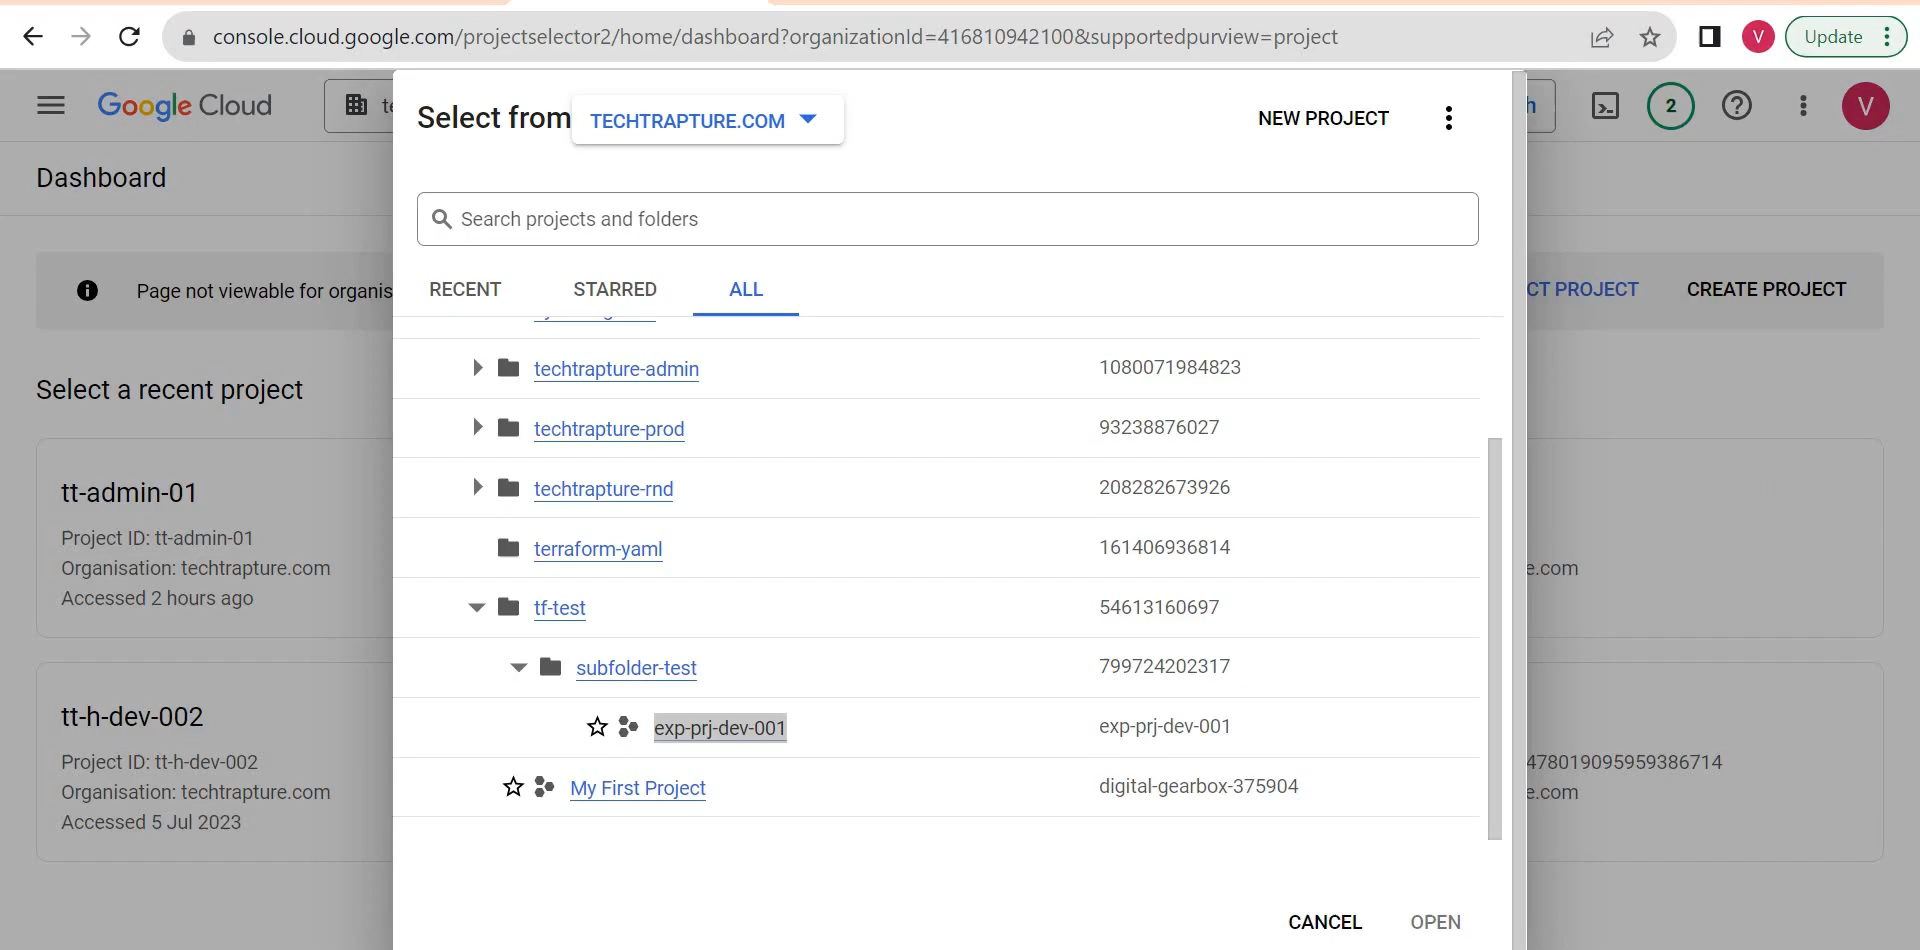 console.cloud.google.com/projectselector2/home/dashboard?organizationId=416810942100&supportedpurview=project
V
Update
Google Cloud
te
Select from
TECHTRAPTURE.COM
NEW PROJECT
h
2
V
Dashboard
Search projects and folders
Page not viewable for organis
RECENT
STARRED
ALL
CT PROJECT
CREATE PROJECT
Select a recent project
techtrapture-admin 1080071984823
techtrapture-prod 93238876027
techtrapture-rnd 208282673926
terraform-yaml 161406936814
tf-test 54613160697
subfolder-test 799724202317
exp-prj-dev-001 exp-prj-dev-001
My First Project digital-gearbox-375904
tt-admin-01
Project ID: tt-admin-01
Organisation: techtrapture.com
Accessed 2 hours ago
e.com
tt-h-dev-002
Project ID: tt-h-dev-002
Organisation: techtrapture.com
Accessed 5 Jul 2023
478019095959386714
e.com
CANCEL
OPEN